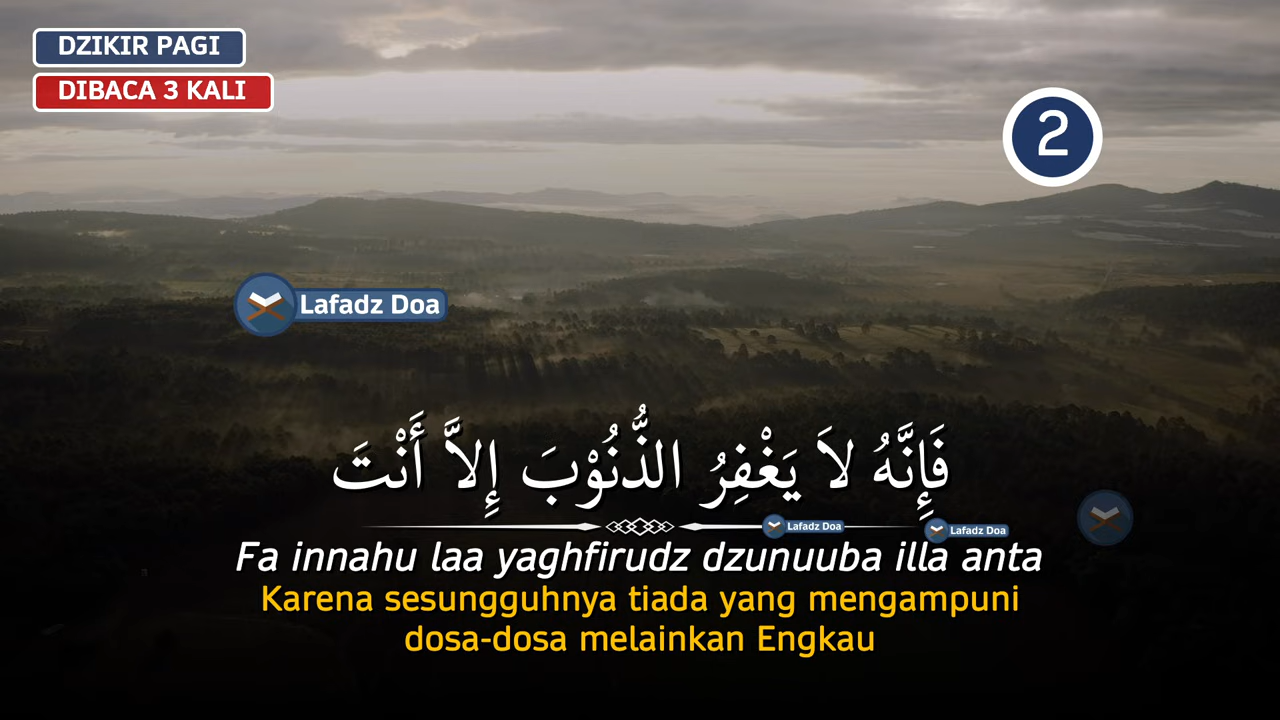 DZIKIR PAGI
DIBACA 3 KALI
2
Lafadz Doa
فَإِنَّهُ لاَ يَغْفِرُ الذُّنُوْبَ إِلاَّ أَنْتَ
Lafadz Doa
Lafadz Doa
Fa innahu laa yaghfirudz dzunuuba illa anta
Karena sesungguhnya tiada yang mengampuni
dosa-dosa melainkan Engkau